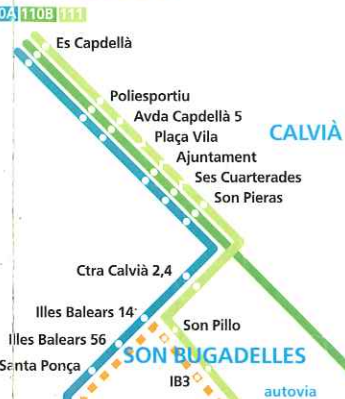 0A 110B 111
Es Capdellà
Poliesportiu
Avda Capdellà 5
Plaça Vila
CALVIÀ
Ajuntament
Ses Cuarterades
Son Pieras
Ctra Calvià 2,4
Illes Balears 14
Son Pillo
Illes Balears 56
SON BUGADELLES
Santa Ponça
IB3
autovia